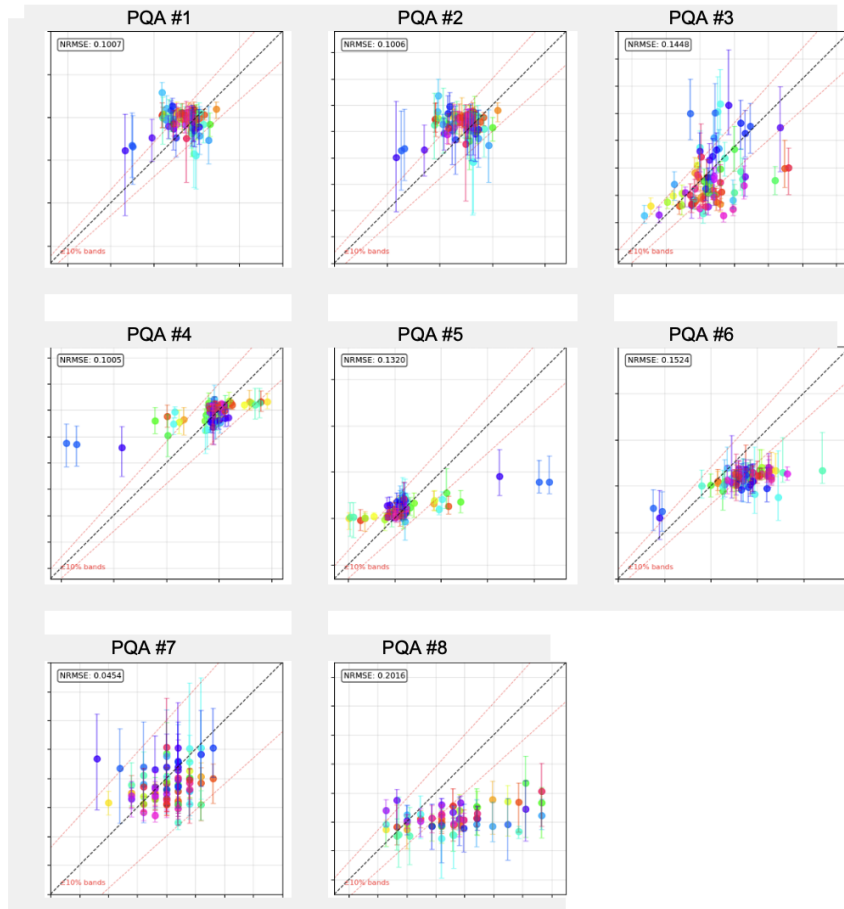 PQA #1
PQA #2
PQA #3
NRMSE: 0.1007
NRMSE: 0.1006
NRMSE: 0.1448
±10% bands
±10% bands
±10% bands
PQA #4
PQA #5
PQA #6
NRMSE: 0.1005
NRMSE: 0.1320
NRMSE: 0.1524
±10% bands
±10% bands
±10% bands
PQA #7
PQA #8
NRMSE: 0.0454
NRMSE: 0.2016
±10% bands
±10% bands